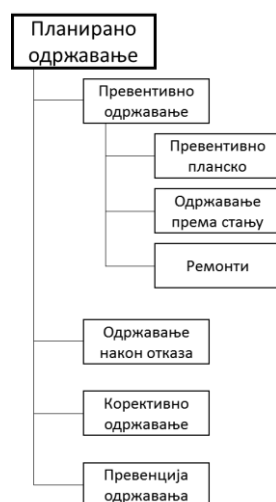 Планирано
одржавање
Превентивно
одржавање
Превентивно
планско
Одржавање
према стању
Ремонти
Одржавање
након отказа
Корективно
одржавање
Превенција
одржавања